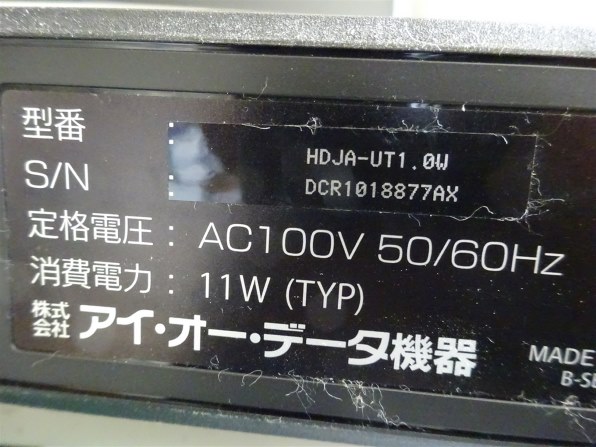 型番 HDJA-UT1.0W
S/N DCR1018877AX
定格電圧： AC100V 50/60Hz
消費電力： 11W (TYP)
株式会社 アイ・オー・データ機器
MADE